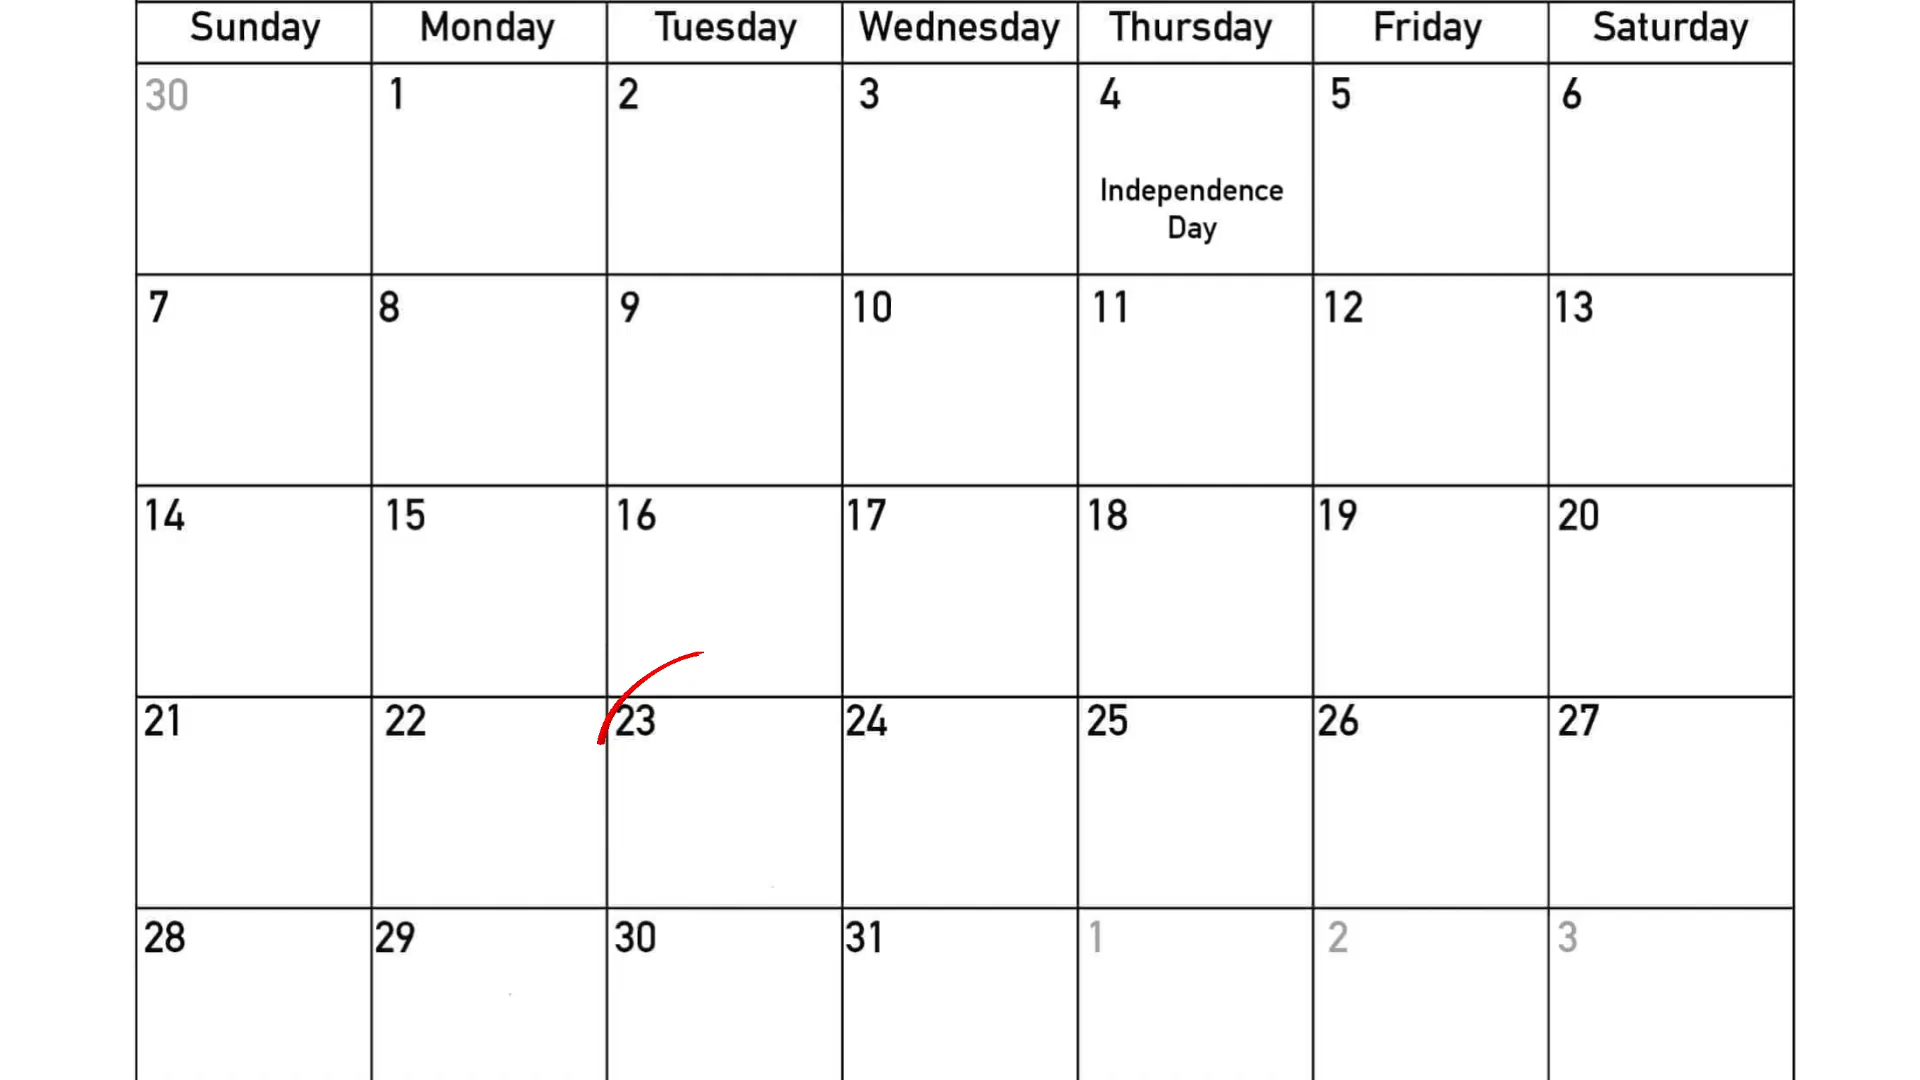 Sunday Monday Tuesday Wednesday Thursday Friday Saturday
30 1 2 3 4 5 6
Independence
Day
7 8 9 10 11 12 13
14 15 16 17 18 19 20
21 22 23 24 25 26 27
28 29 30 31 1 2 3